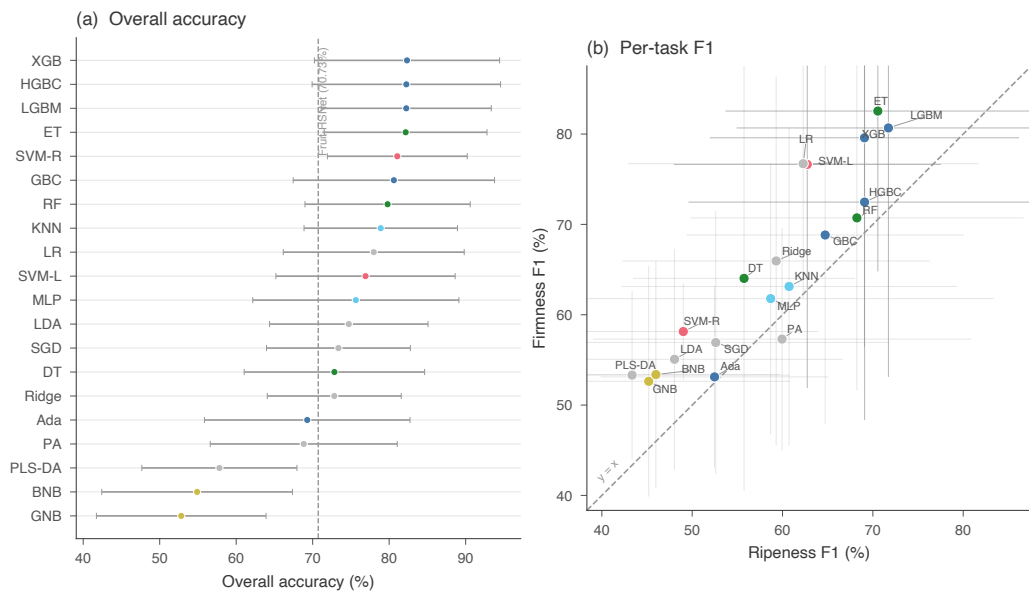 (a) Overall accuracy
XGB
HGBC
LGBM
ET
SVM-R
GBC
RF
KNN
LR
SVM-L
MLP
LDA
SGD
DT
Ridge
Ada
PA
PLS-DA
BNB
GNB
40 50 60 70 80 90
Overall accuracy (%)
(b) Per-task F1
Firmness F1 (%)
80
70
60
50
40
ET
LGBM
XGB
LR
SVM-L
HGBC
RF
GBC
Ridge
DT
KNN
MLP
SVM-R
PA
SGD
LDA
PLS-DA
BNB
Ada
GNB
y = x
40 50 60 70 80
Ripeness F1 (%)